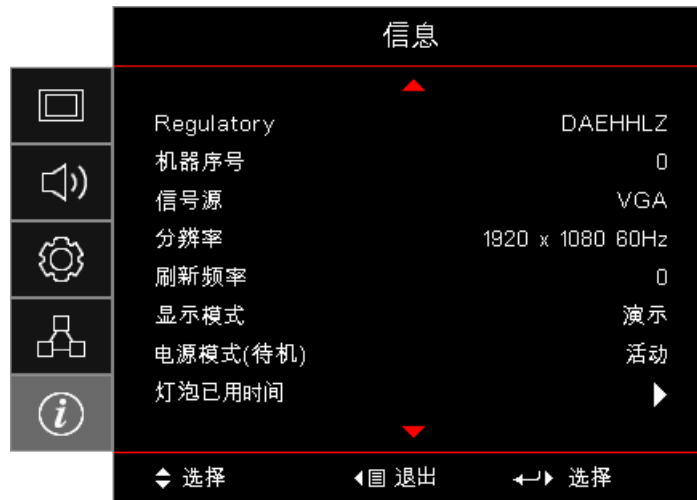 信息
Regulatory DAEHHLZ
机器序号 0
信号源 VGA
分辨率 1920 x 1080 60Hz
刷新频率 0
显示模式 演示
电源模式(待机) 活动
灯泡已用时间
选择 退出 选择